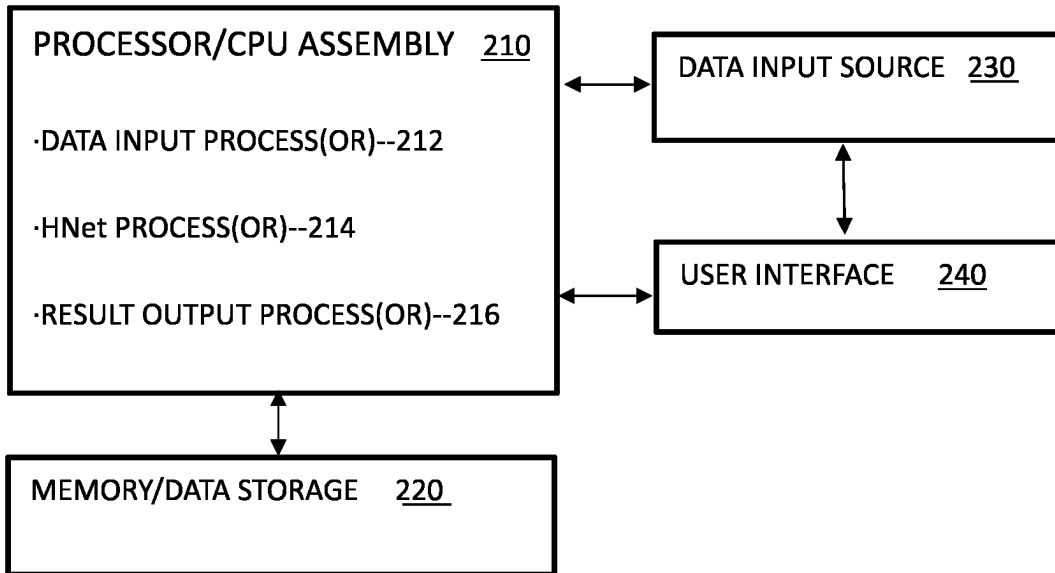 PROCESSOR/CPU ASSEMBLY 210
·DATA INPUT PROCESS(OR)--212
·HNet PROCESS(OR)--214
·RESULT OUTPUT PROCESS(OR)--216
DATA INPUT SOURCE 230
USER INTERFACE 240
MEMORY/DATA STORAGE 220